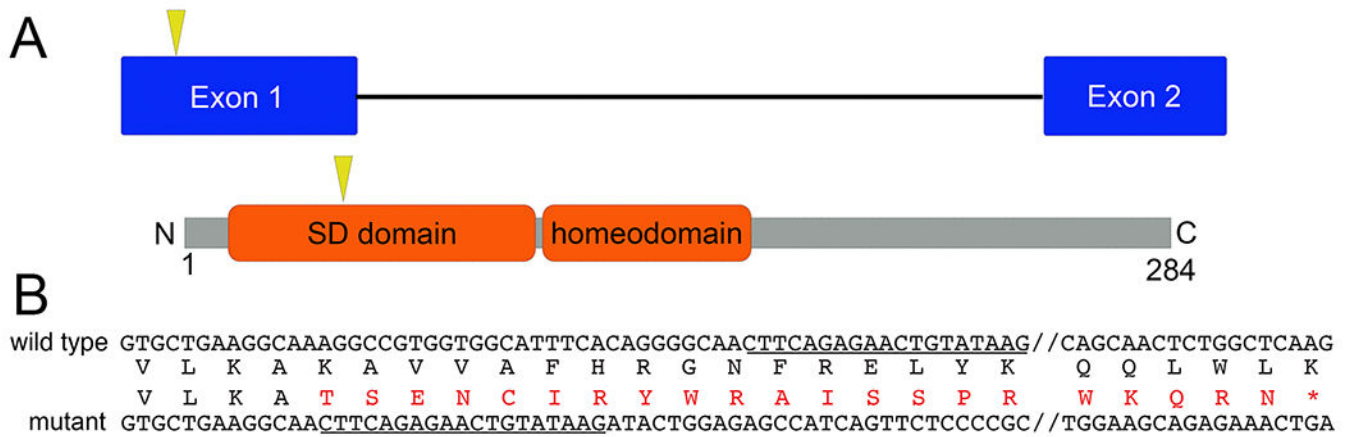 A
Exon 1 Exon 2
N SD domain homeodomain C
1 284
B
wild type GTGCTGAAGGCAAAGGCCGTGGTGGCATTTCACAGGGGCAACTTCAGAGAACTGTATAAG//CAGCAACTCTGGCTCAAG
V L K A K A V V A F H R G N F R E L Y K Q Q L W L K
V L K A T S E N C I R Y W R A I S S P R W K Q R N *
mutant GTGCTGAAGGCAACTTCAGAGAACTGTATAAGATACTGGAGAGCCATCAGTTCTCCCCGC//TGGAAGCAGAGAAACTGA